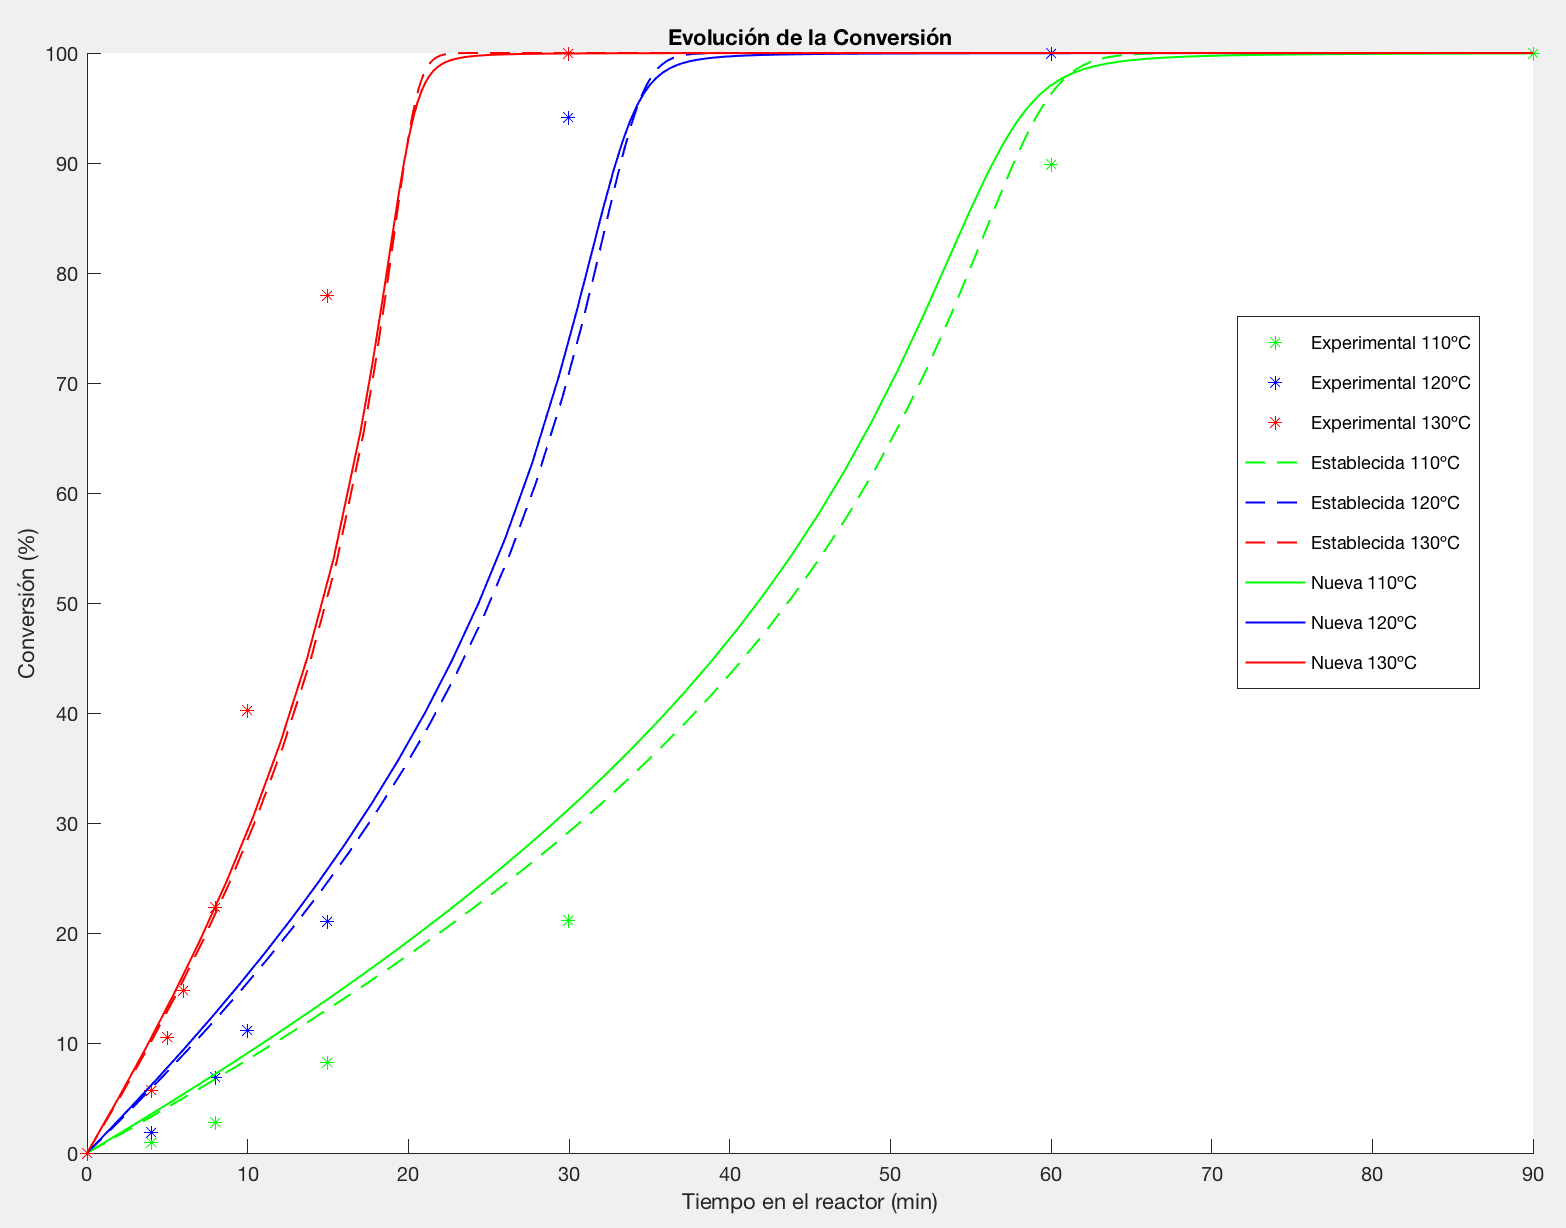 Evolución de la Conversión
Conversión (%)
100
90
80
70
60
50
40
30
20
10
0
0 10 20 30 40 50 60 70 80 90
Tiempo en el reactor (min)
Experimental 110ºC
Experimental 120ºC
Experimental 130ºC
Establecida 110ºC
Establecida 120ºC
Establecida 130ºC
Nueva 110ºC
Nueva 120ºC
Nueva 130ºC